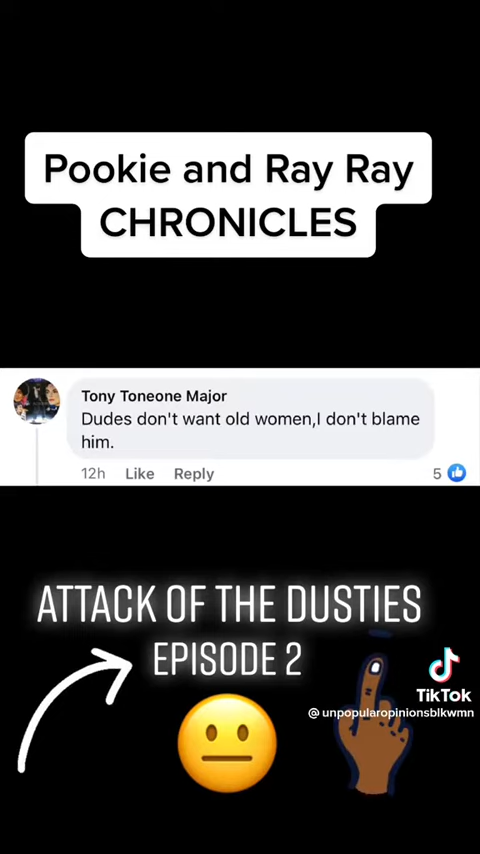 Pookie and Ray Ray
CHRONICLES
Tony Toneone Major
Dudes don't want old women,I don't blame
him.
12h Like Reply 5
ATTACK OF THE DUSTIES
EPISODE 2
TikTok
@unpopularopinionsblkwmn